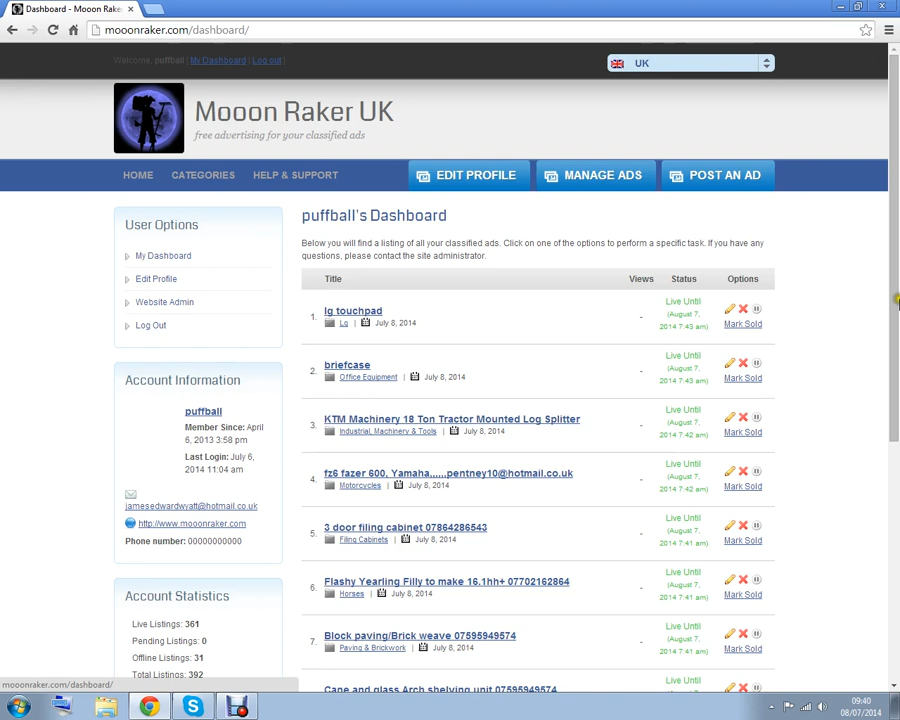 Dashboard - Mooon Rake
mooonraker.com/dashboard/
Welcome, puffball [ My Dashboard | Log out ]
UK
Mooon Raker UK
free advertising for your classified ads
HOME CATEGORIES HELP & SUPPORT EDIT PROFILE MANAGE ADS POST AN AD
User Options
My Dashboard
Edit Profile
Website Admin
Log Out
Account Information
puffball
Member Since: April
6, 2013 3:58 pm
Last Login: July 6,
2014 11:04 am
jamesedwardwyatt@hotmail.co.uk
http://www.mooonraker.com
Phone number: 00000000000
Account Statistics
Live Listings: 361
Pending Listings: 0
Offline Listings: 31
Total Listings: 392
puffball's Dashboard
Below you will find a listing of all your classified ads. Click on one of the options to perform a specific task. If you have any
questions, please contact the site administrator.
Title Views Status Options
1. lg touchpad
Lg | July 8, 2014
- Live Until
(August 7,
2014 7:43 am)
Mark Sold
2. briefcase
Office Equipment | July 8, 2014
- Live Until
(August 7,
2014 7:43 am)
Mark Sold
3. KTM Machinery 18 Ton Tractor Mounted Log Splitter
Industrial, Machinery & Tools | July 8, 2014
- Live Until
(August 7,
2014 7:42 am)
Mark Sold
4. fz6 fazer 600, Yamaha......pentney10@hotmail.co.uk
Motorcycles | July 8, 2014
- Live Until
(August 7,
2014 7:42 am)
Mark Sold
5. 3 door filing cabinet 07864286543
Filing Cabinets | July 8, 2014
- Live Until
(August 7,
2014 7:41 am)
Mark Sold
6. Flashy Yearling Filly to make 16.1hh+ 07702162864
Horses | July 8, 2014
- Live Until
(August 7,
2014 7:41 am)
Mark Sold
7. Block paving/Brick weave 07595949574
Paving & Brickwork | July 8, 2014
- Live Until
(August 7,
2014 7:41 am)
Mark Sold
Cane and glass Arch shelving unit 07595949574
Live Until
mooonraker.com/dashboard/
09:40
08/07/2014